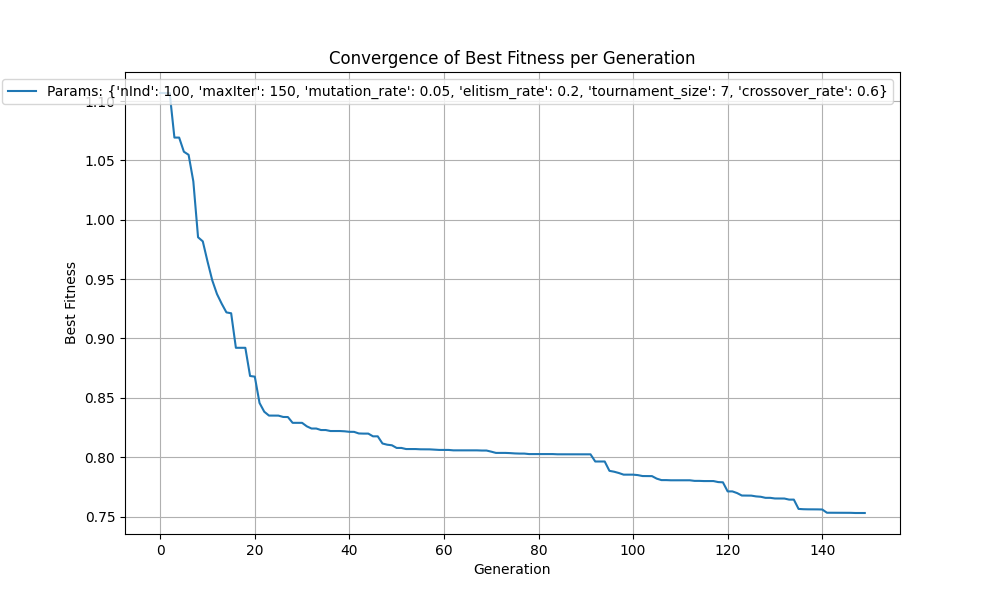 Convergence of Best Fitness per Generation
Params: {'nInd': 100, 'maxIter': 150, 'mutation_rate': 0.05, 'elitism_rate': 0.2, 'tournament_size': 7, 'crossover_rate': 0.6}
1.10
1.05
1.00
0.95
0.90
0.85
0.80
0.75
Best Fitness
0 20 40 60 80 100 120 140
Generation